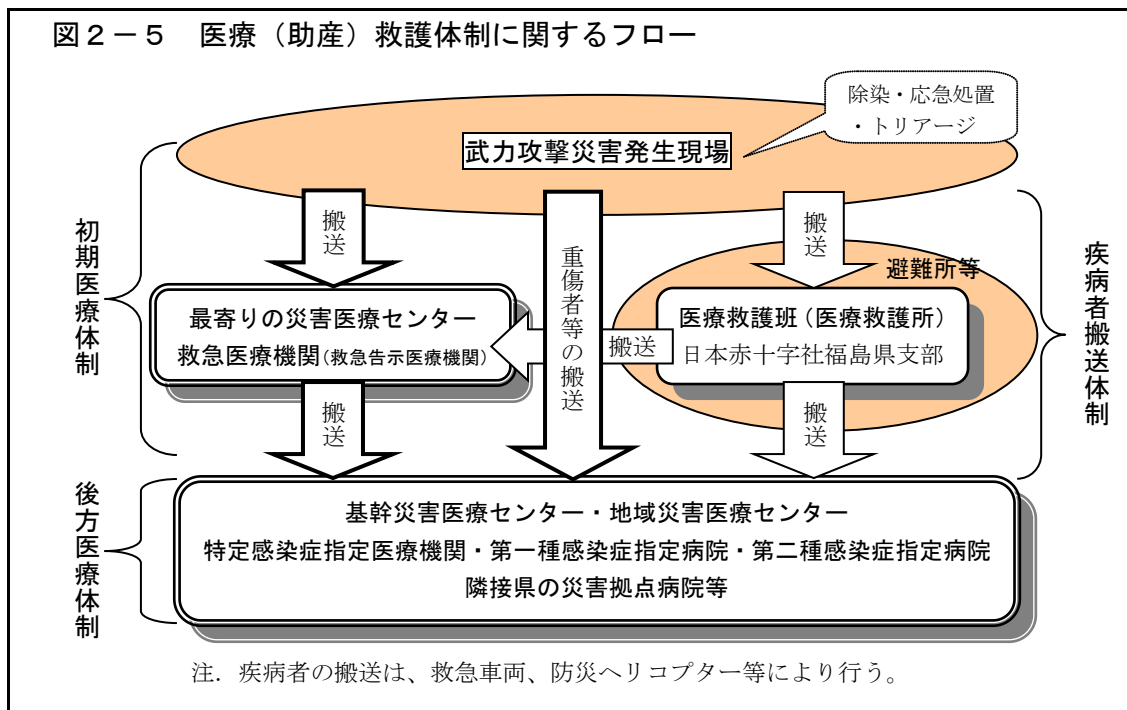 図２－５　医療（助産）救護体制に関するフロー
除染・応急処置
・トリアージ
武力攻撃災害発生現場
初期医療体制
搬送
重傷者等の搬送
搬送
避難所等
疾病者搬送体制
最寄りの災害医療センター
救急医療機関（救急告示医療機関）
搬送
医療救護班（医療救護所）
日本赤十字社福島県支部
搬送
搬送
後方医療体制
基幹災害医療センター・地域災害医療センター
特定感染症指定医療機関・第一種感染症指定病院・第二種感染症指定病院
隣接県の災害拠点病院等
注．疾病者の搬送は、救急車両、防災ヘリコプター等により行う。